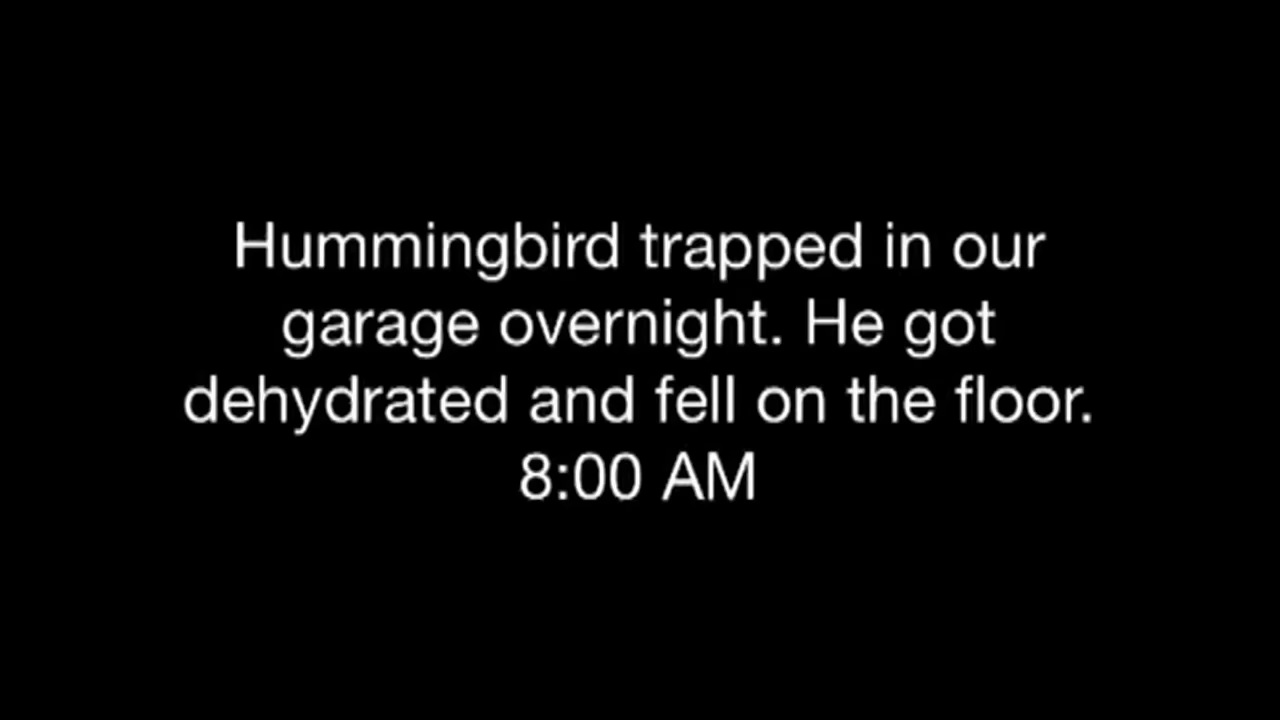 Hummingbird trapped in our
garage overnight. He got
dehydrated and fell on the floor.
8:00 AM